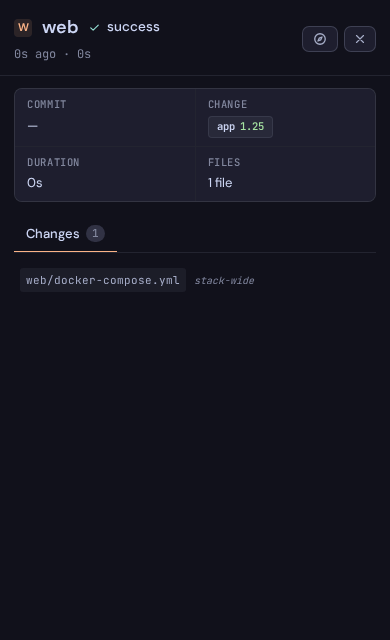 W web ✓ success
0s ago · 0s
COMMIT
—
CHANGE
app 1.25
DURATION
0s
FILES
1 file
Changes 1
web/docker-compose.yml stack-wide